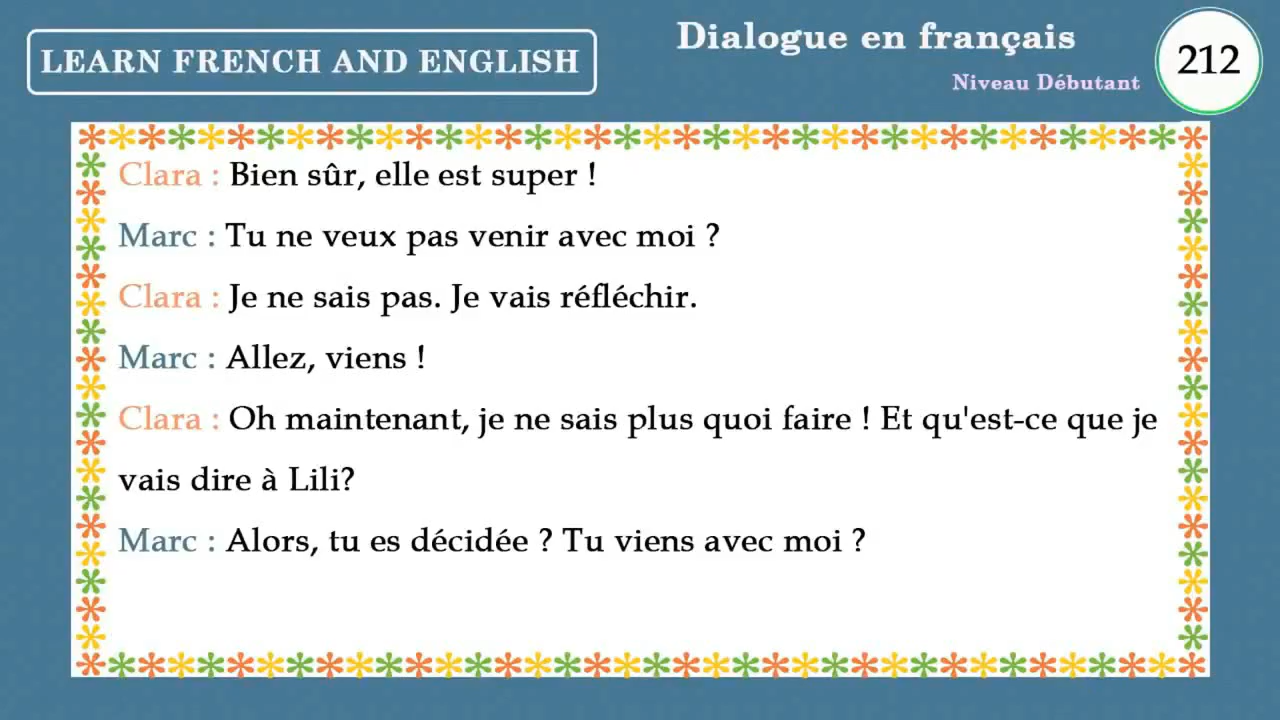 LEARN FRENCH AND ENGLISH
Dialogue en français
Niveau Débutant
212
Clara : Bien sûr, elle est super !
Marc : Tu ne veux pas venir avec moi ?
Clara : Je ne sais pas. Je vais réfléchir.
Marc : Allez, viens !
Clara : Oh maintenant, je ne sais plus quoi faire ! Et qu'est-ce que je
vais dire à Lili?
Marc : Alors, tu es décidée ? Tu viens avec moi ?